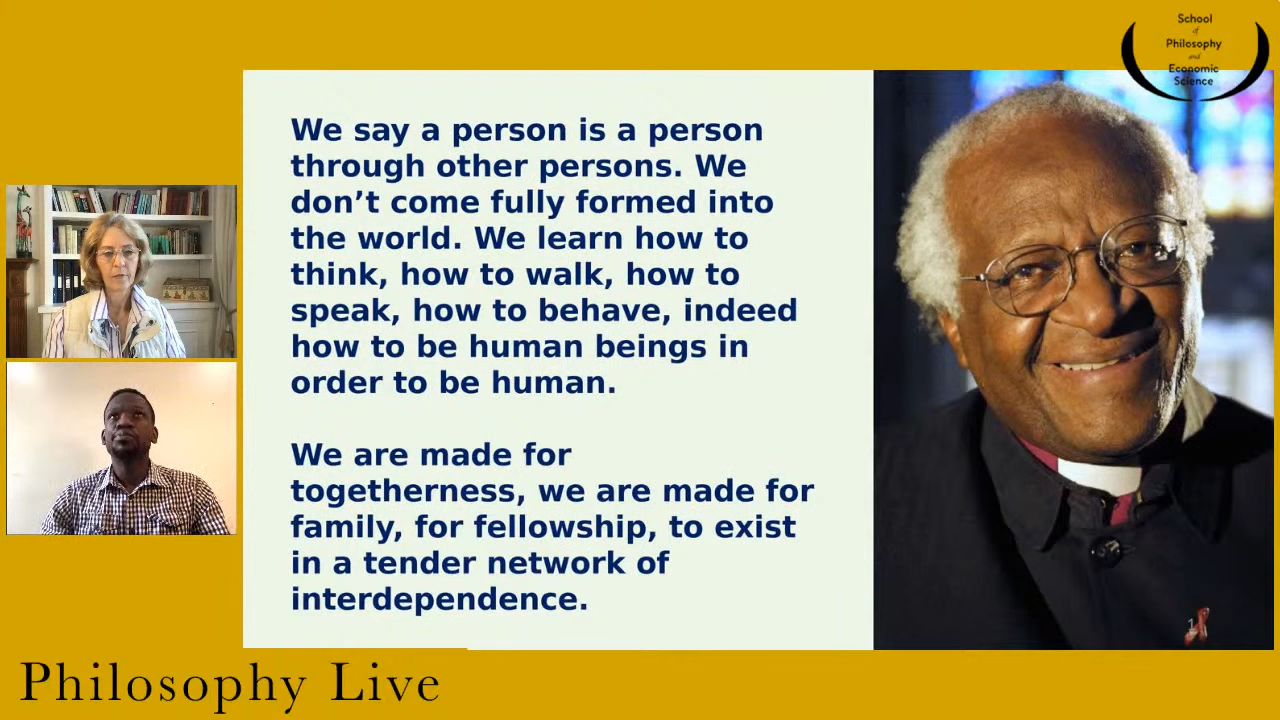 School
of
Philosophy
and
Economic
Science
We say a person is a person
through other persons. We
don’t come fully formed into
the world. We learn how to
think, how to walk, how to
speak, how to behave, indeed
how to be human beings in
order to be human.
We are made for
togetherness, we are made for
family, for fellowship, to exist
in a tender network of
interdependence.
Philosophy Live